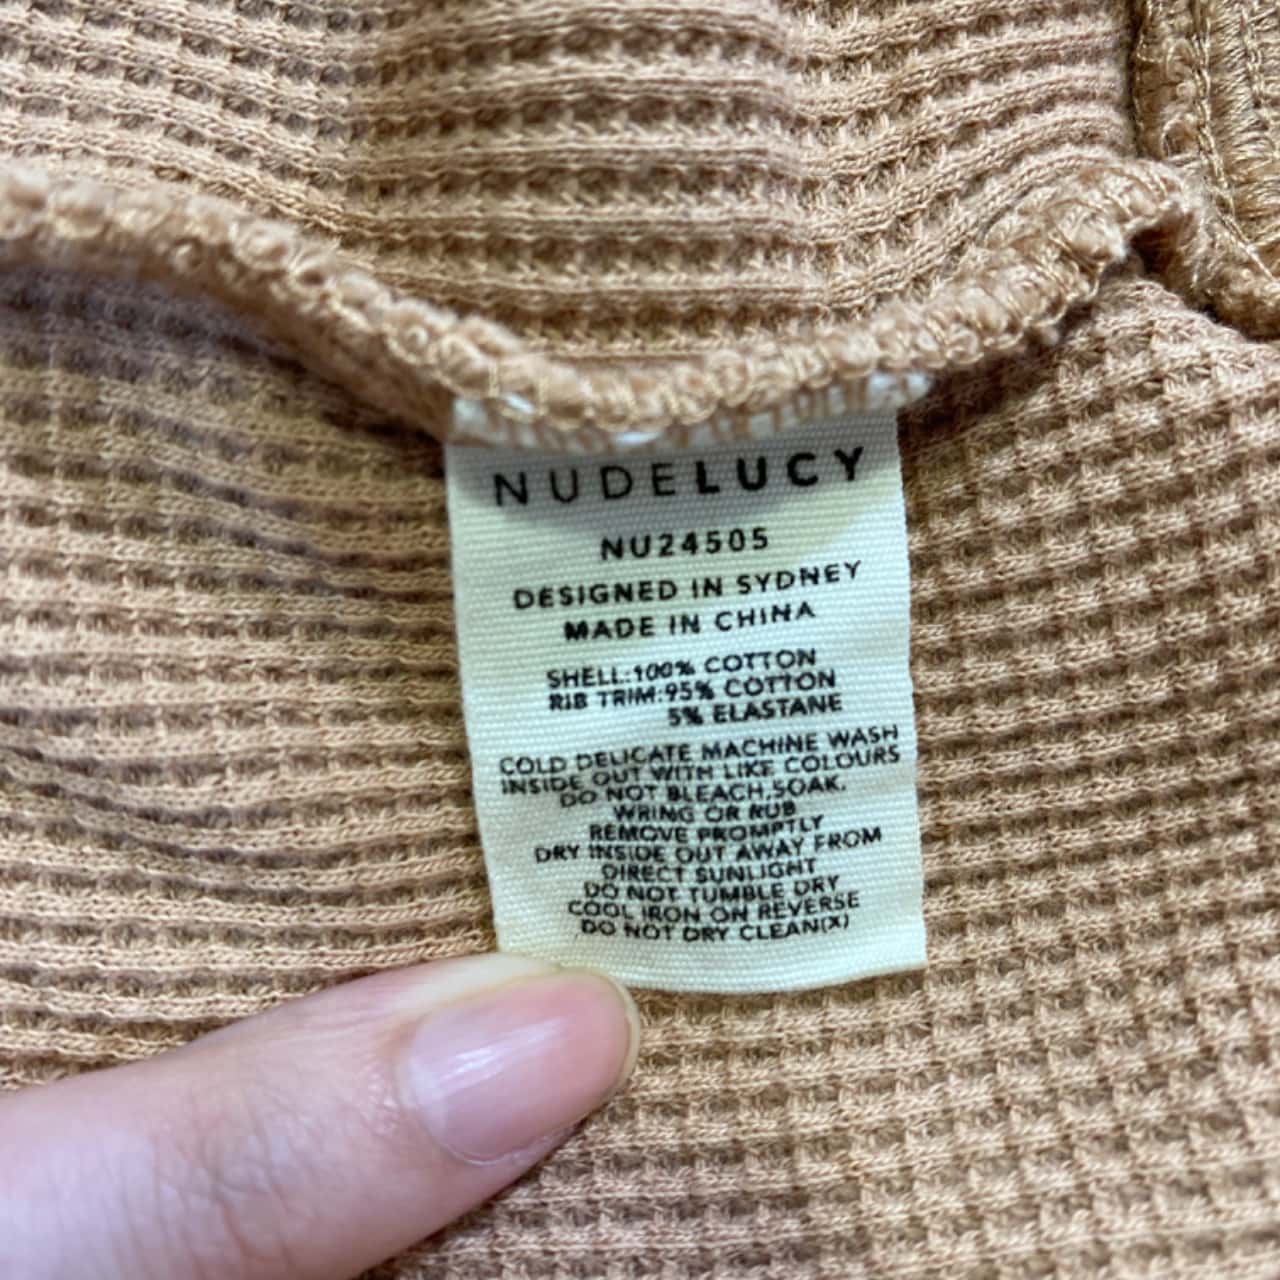 NUDELUCY
NU24505
DESIGNED IN SYDNEY
MADE IN CHINA
SHELL:100% COTTON
RIB TRIM:95% COTTON
5% ELASTANE
COLD DELICATE MACHINE WASH
INSIDE OUT WITH LIKE COLOURS
DO NOT BLEACH,SOAK,
WRING OR RUB
REMOVE PROMPTLY
DRY INSIDE OUT AWAY FROM
DIRECT SUNLIGHT
DO NOT TUMBLE DRY
COOL IRON ON REVERSE
DO NOT DRY CLEAN(X)